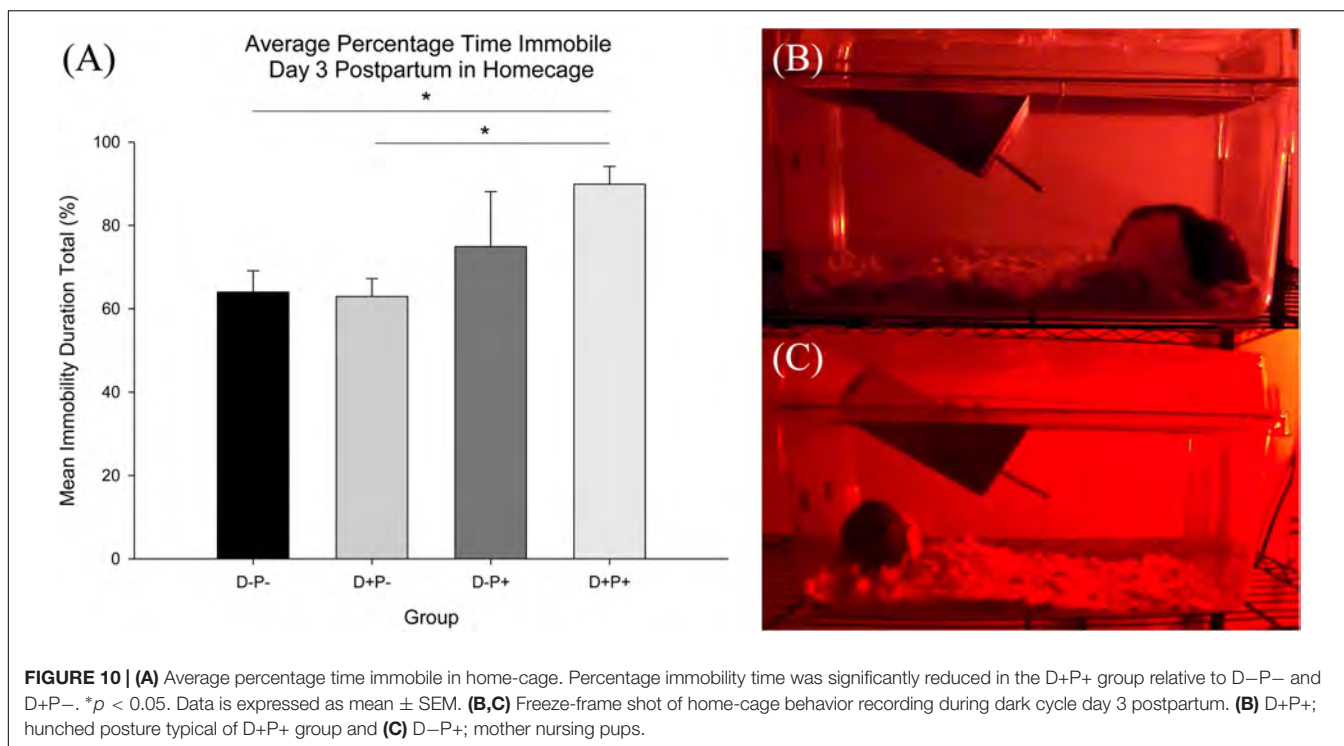 (A)
Average Percentage Time Immobile
Day 3 Postpartum in Homecage
*
*
Mean Immobility Duration Total (%)
100
80
60
40
20
0
D-P-
D+P-
D-P+
D+P+
Group
(B)
(C)
FIGURE 10 | (A) Average percentage time immobile in home-cage. Percentage immobility time was significantly reduced in the D+P+ group relative to D−P− and
D+P−. *p < 0.05. Data is expressed as mean ± SEM. (B,C) Freeze-frame shot of home-cage behavior recording during dark cycle day 3 postpartum. (B) D+P+;
hunched posture typical of D+P+ group and (C) D−P+; mother nursing pups.